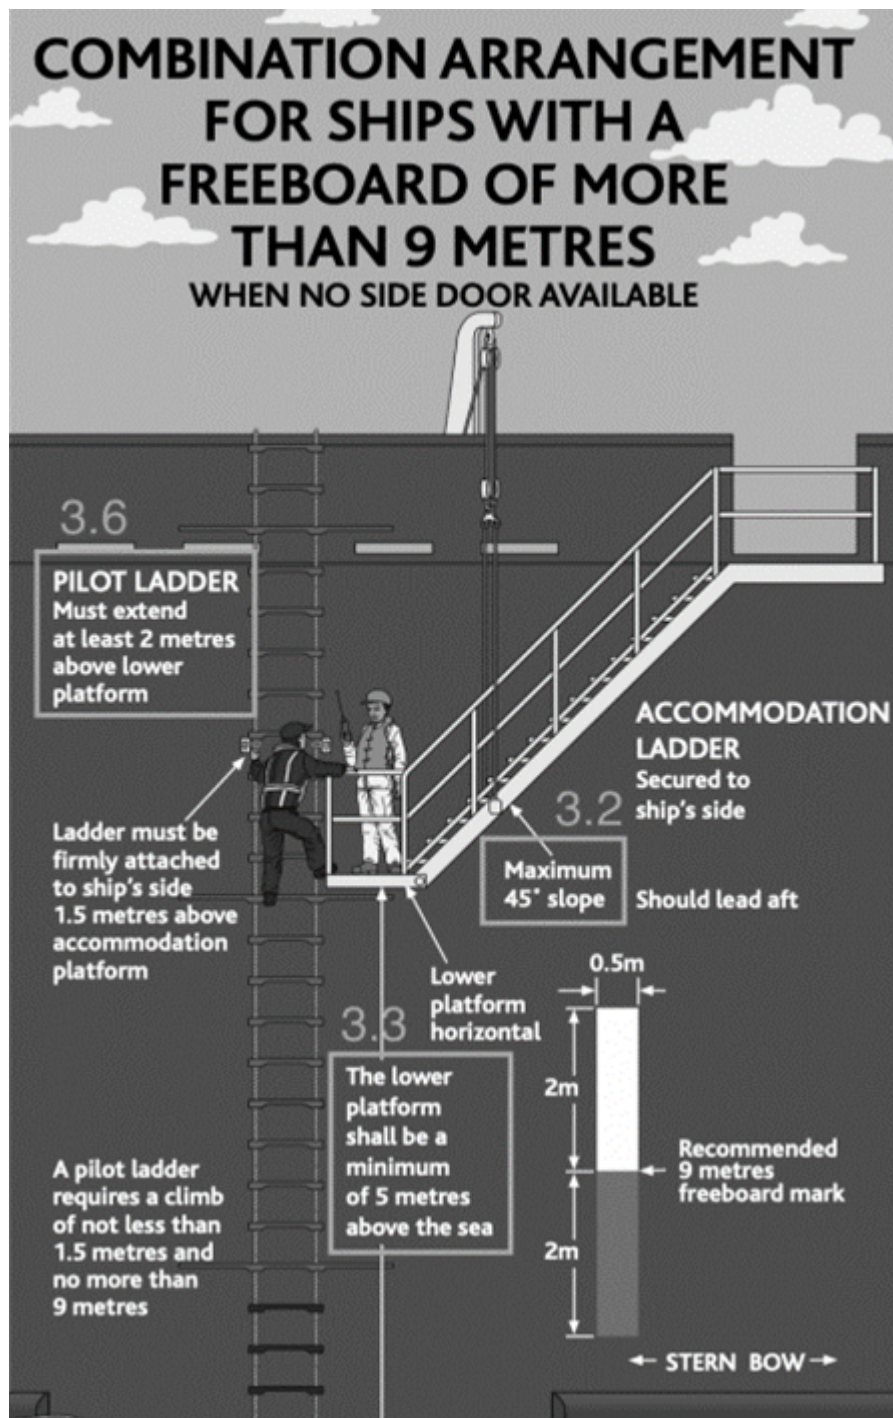 COMBINATION ARRANGEMENT
FOR SHIPS WITH A
FREEBOARD OF MORE
THAN 9 METRES
WHEN NO SIDE DOOR AVAILABLE
3.6
PILOT LADDER
Must extend
at least 2 metres
above lower
platform
ACCOMMODATION
LADDER
Secured to
ship's side
3.2
Maximum
45° slope
Should lead aft
Ladder must be
firmly attached
to ship's side
1.5 metres above
accommodation
platform
Lower
platform
horizontal
3.3
The lower
platform
shall be a
minimum
of 5 metres
above the sea
0.5m
2m
Recommended
9 metres
freeboard mark
2m
A pilot ladder
requires a climb
of not less than
1.5 metres and
no more than
9 metres
STERN BOW